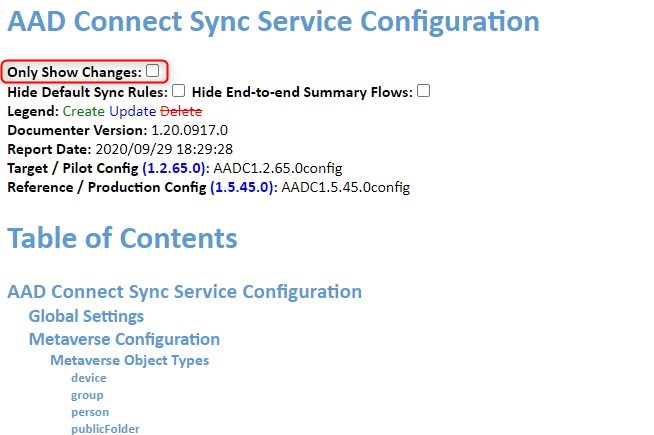 AAD Connect Sync Service Configuration
Only Show Changes:
Hide Default Sync Rules: Hide End-to-end Summary Flows:
Legend: Create Update Delete
Documenter Version: 1.20.0917.0
Report Date: 2020/09/29 18:29:28
Target / Pilot Config (1.2.65.0): AADC1.2.65.0config
Reference / Production Config (1.5.45.0): AADC1.5.45.0config
Table of Contents
AAD Connect Sync Service Configuration
Global Settings
Metaverse Configuration
Metaverse Object Types
device
group
person
publicFolder